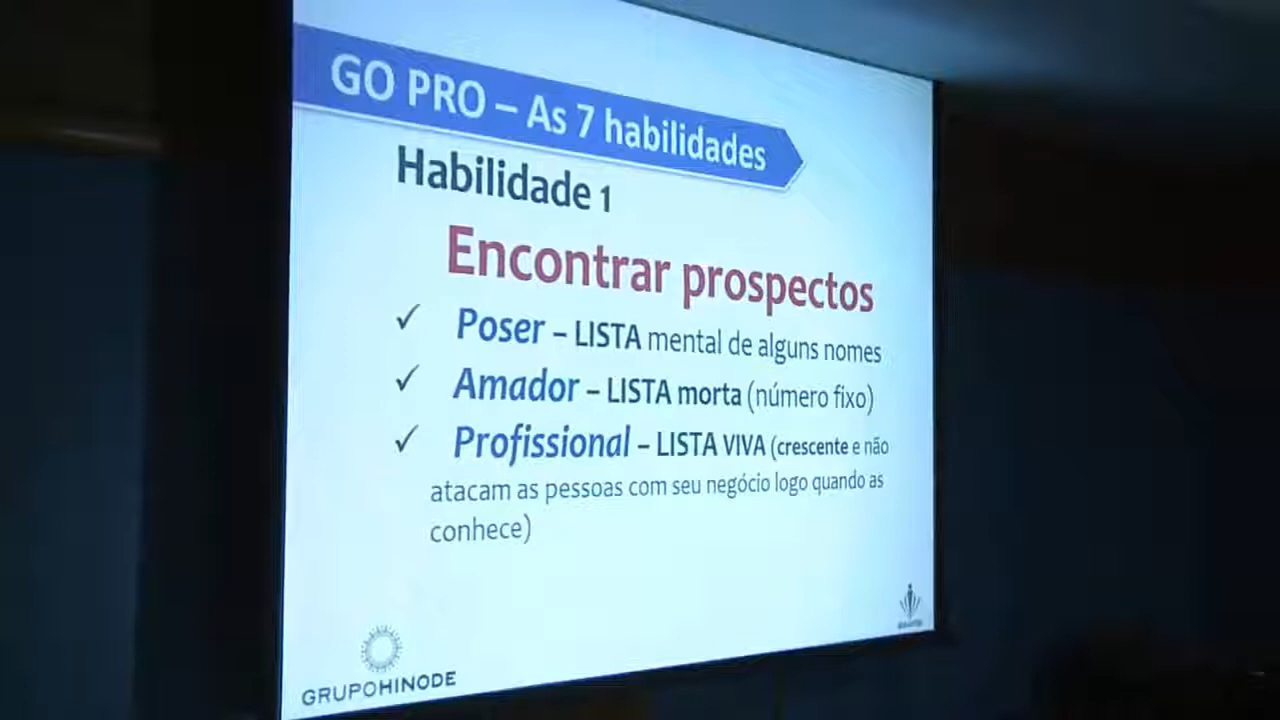 GO PRO – As 7 habilidades
Habilidade 1
Encontrar prospectos
✓ Poser – LISTA mental de alguns nomes
✓ Amador – LISTA morta (número fixo)
✓ Profissional – LISTA VIVA (crescente e não
atacam as pessoas com seu negócio logo quando as
conhece)
GRUPOHINODE